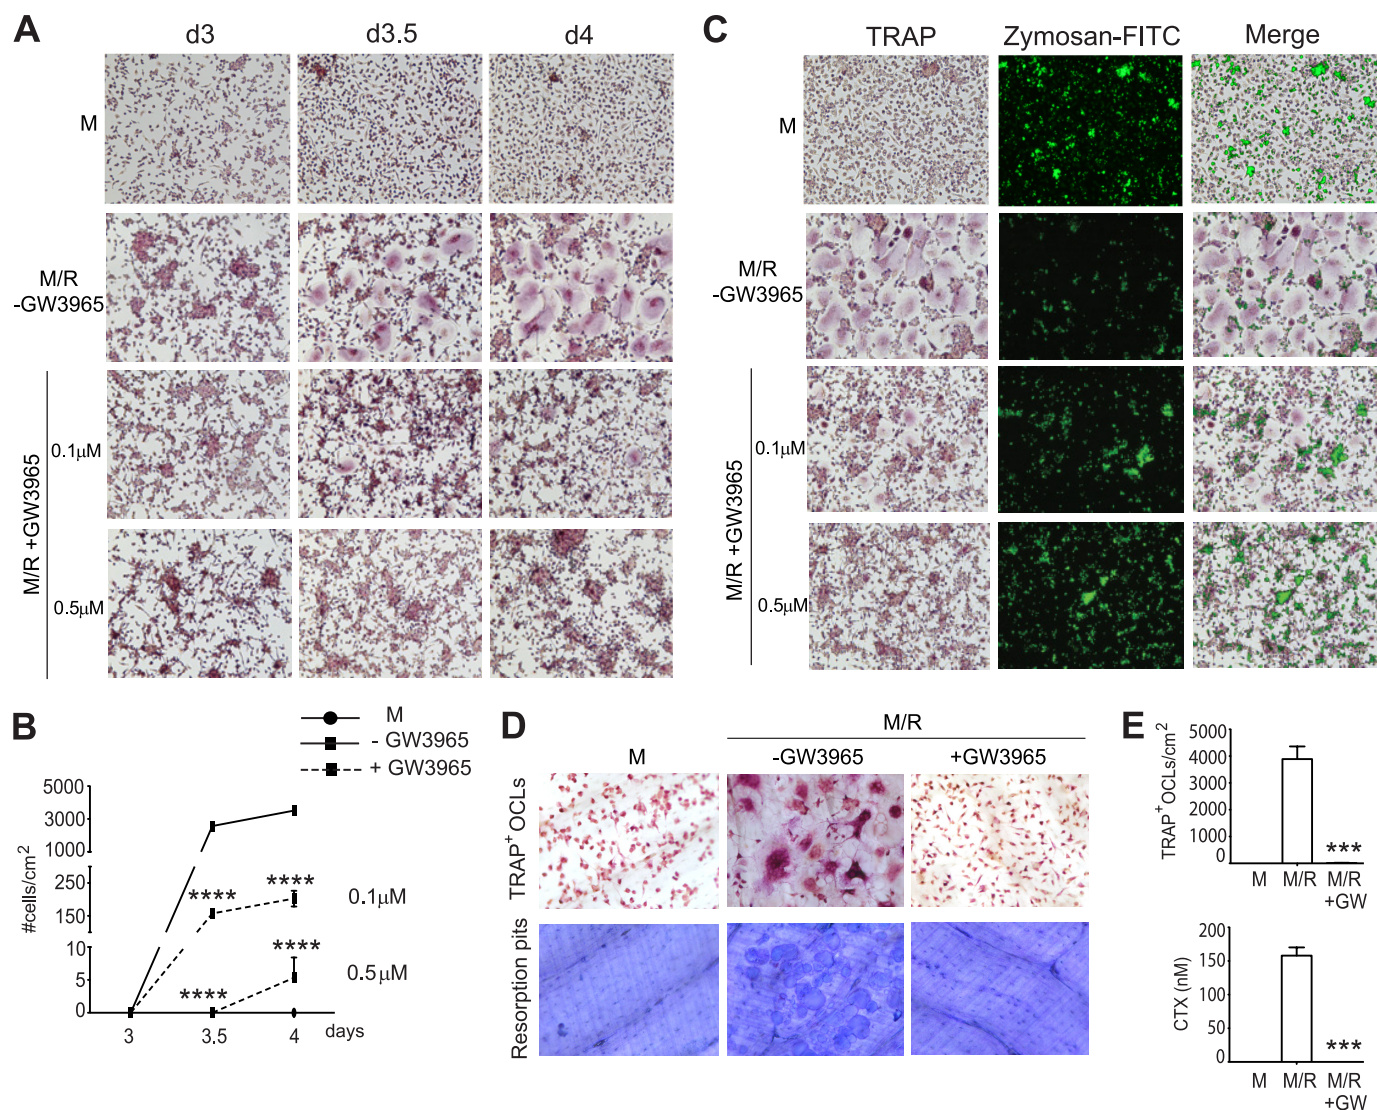 A
d3
d3.5
d4
M
M/R
-GW3965
M/R +GW3965
0.1μM
0.5μM
C
TRAP
Zymosan-FITC
Merge
M
M/R
-GW3965
M/R +GW3965
0.1μM
0.5μM
B
M
- GW3965
+ GW3965
#cells/cm²
5000
3000
1000
250
150
10
5
0
****
****
****
****
0.1μM
0.5μM
3
3.5
4
days
D
M/R
M
-GW3965
+GW3965
TRAP⁺ OCLs
Resorption pits
E
TRAP⁺OCLs/cm²
5000
4000
3000
2000
1000
0
***
M
M/R
M/R
+GW
CTX (nM)
200
150
100
50
0
***
M
M/R
M/R
+GW